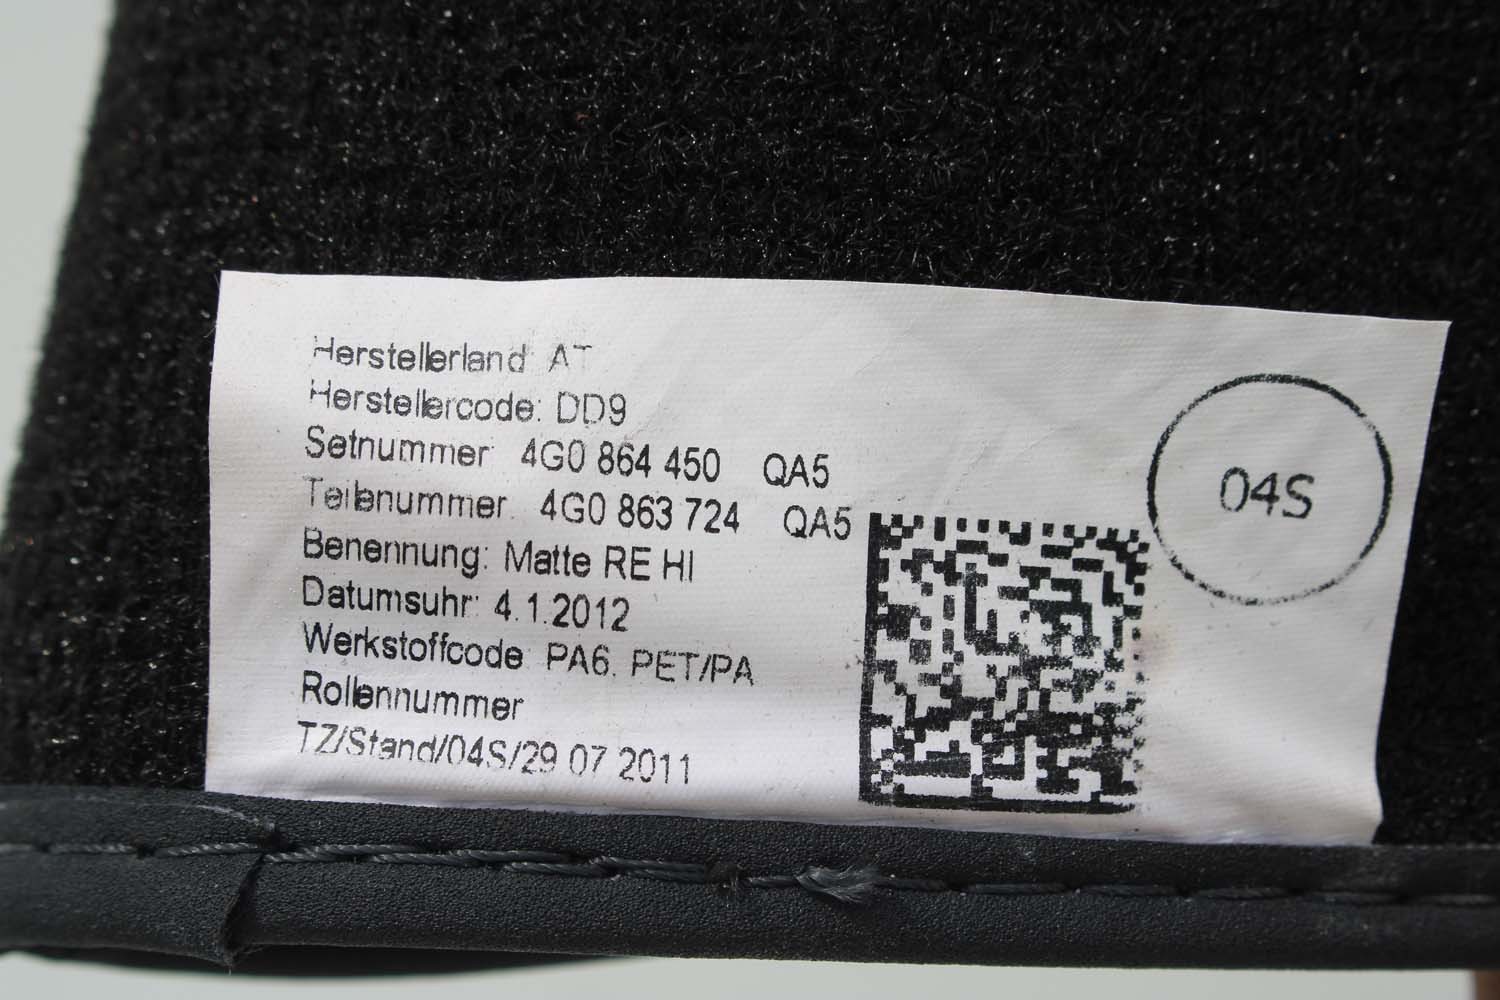 Herstellerland: AT
Herstellercode: DD9
Setnummer: 4G0 864 450 QA5
Teilenummer: 4G0 863 724 QA5
Benennung: Matte RE HI
Datumsuhr: 4.1.2012
Werkstoffcode: PA6. PET/PA
Rollennummer
TZ/Stand/04S/29.07.2011
04S